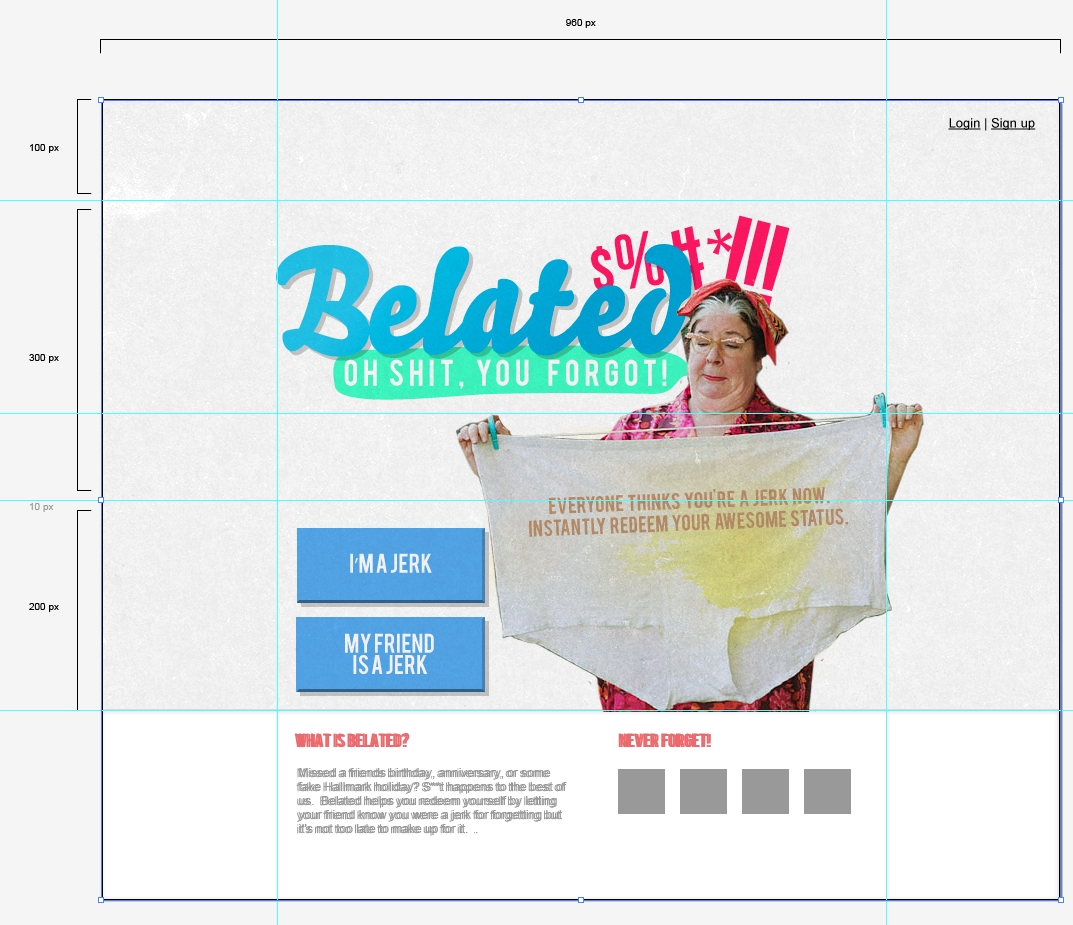 960 px
100 px
Login | Sign up
$%#*!!!
Belated
300 px
OH SHIT, YOU FORGOT!
EVERYONE THINKS YOU'RE A JERK NOW.
INSTANTLY REDEEM YOUR AWESOME STATUS.
10 px
I'M A JERK
200 px
MY FRIEND
IS A JERK
WHAT IS BELATED?
NEVER FORGET!
Missed a friends birthday, anniversary, or some
fake Hallmark holiday? S**t happens to the best of
us. Belated helps you redeem yourself by letting
your friend know you were a jerk for forgetting but
it's not too late to make up for it. ..